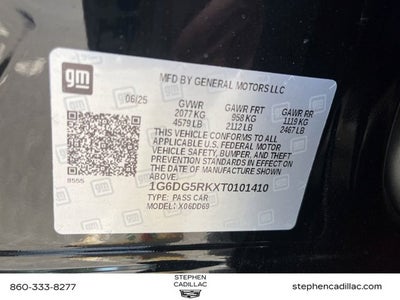 gm
MFD BY GENERAL MOTORS LLC
06/25
GVWR GAWR FRT GAWR RR
2077 KG 958 KG 1119 KG
4579 LB 2112 LB 2467 LB
THIS VEHICLE CONFORMS TO ALL
APPLICABLE U.S. FEDERAL MOTOR
VEHICLE SAFETY, BUMPER, AND THEFT
PREVENTION STANDARDS IN EFFECT ON THE
DATE OF MANUFACTURE SHOWN ABOVE.
8555
1G6DG5RKXT0101410
TYPE: PASS CAR
MODEL: X06DD69
860-333-8277
STEPHEN
CADILLAC
stephencadillac.com